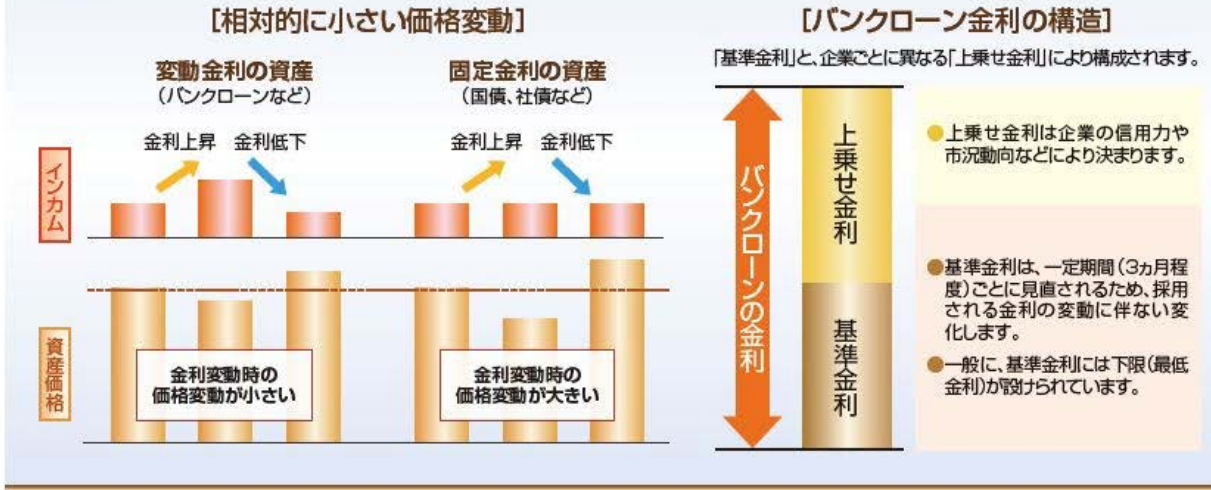 [相対的に小さい価格変動]
変動金利の資産
(バンクローンなど)
金利上昇 金利低下
固定金利の資産
(国債、社債など)
金利上昇 金利低下
インカム
資産価格
金利変動時の
価格変動が小さい
金利変動時の
価格変動が大きい
[バンクローン金利の構造]
「基準金利」と、企業ごとに異なる「上乗せ金利」により構成されます。
バンクローンの金利
上乗せ金利
基準金利
●上乗せ金利は企業の信用力や
市況動向などにより決まります。
●基準金利は、一定期間(3ヵ月程
度)ごとに見直されるため、採用
される金利の変動に伴ない変
化します。
●一般に、基準金利には下限(最低
金利)が設けられています。